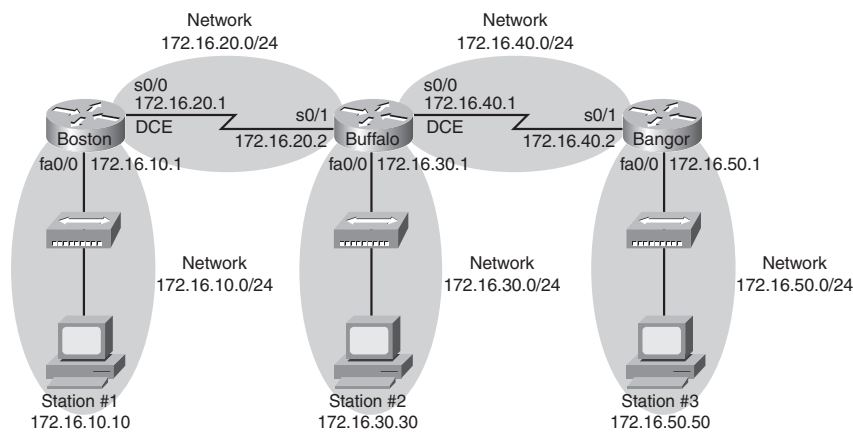 Network
172.16.20.0/24
Network
172.16.40.0/24
s0/0
172.16.20.1
DCE
s0/1
172.16.20.2
s0/0
172.16.40.1
DCE
s0/1
172.16.40.2
Boston
Buffalo
Bangor
fa0/0 172.16.10.1
fa0/0 172.16.30.1
fa0/0 172.16.50.1
Network
172.16.10.0/24
Network
172.16.30.0/24
Network
172.16.50.0/24
Station #1
172.16.10.10
Station #2
172.16.30.30
Station #3
172.16.50.50